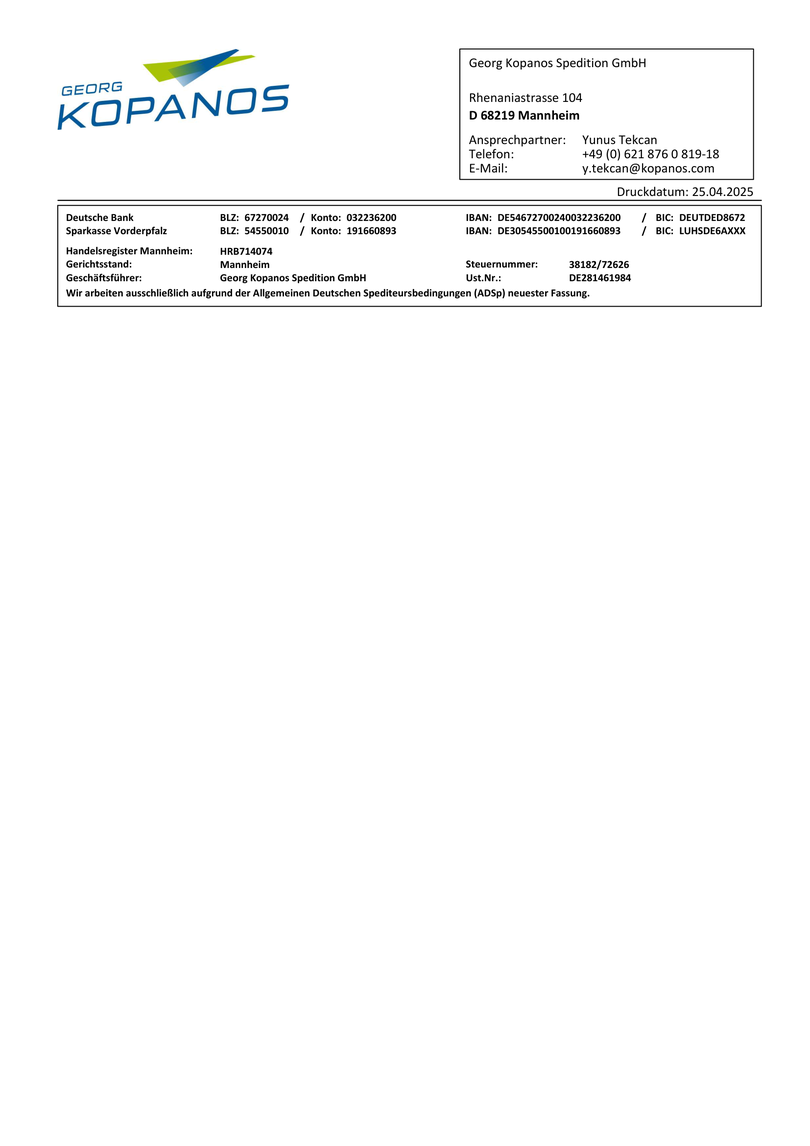 GEORG
KOPANOS
Georg Kopanos Spedition GmbH
Rhenaniastrasse 104
D 68219 Mannheim
Ansprechpartner: Yunus Tekcan
Telefon: +49 (0) 621 876 0 819-18
E-Mail: y.tekcan@kopanos.com
Druckdatum: 25.04.2025
Deutsche Bank BLZ: 67270024 / Konto: 032236200 IBAN: DE54672700240032236200 / BIC: DEUTDED8672
Sparkasse Vorderpfalz BLZ: 54550010 / Konto: 191660893 IBAN: DE30545500100191660893 / BIC: LUHSDE6AXXX
Handelsregister Mannheim: HRB714074
Gerichtsstand: Mannheim Steuernummer: 38182/72626
Geschäftsführer: Georg Kopanos Spedition GmbH Ust.Nr.: DE281461984
Wir arbeiten ausschließlich aufgrund der Allgemeinen Deutschen Spediteursbedingungen (ADSp) neuester Fassung.